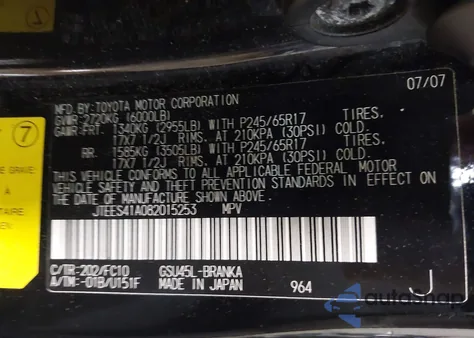 07/07
MFD.BY:TOYOTA MOTOR CORPORATION
GVWR:2720KG (6000LB)
GAWR:FRT. 1340KG (2955LB) WITH P245/65R17 TIRES,
17X7 1/2J RIMS, AT 210KPA (30PSI) COLD.
RR. 1585KG (3505LB) WITH P245/65R17 TIRES,
17X7 1/2J RIMS, AT 210KPA (30PSI) COLD.
THIS VEHICLE CONFORMS TO ALL APPLICABLE FEDERAL MOTOR
VEHICLE SAFETY AND THEFT PREVENTION STANDARDS IN EFFECT ON
THE DATE OF MANUFACTURE SHOWN ABOVE.
JTEES41A082015253 MPV
C/TR:202/FC10 GSU45L-BRANKA
A/TM:-01B/U151F MADE IN JAPAN 964 J
7
GRAVE
autohap